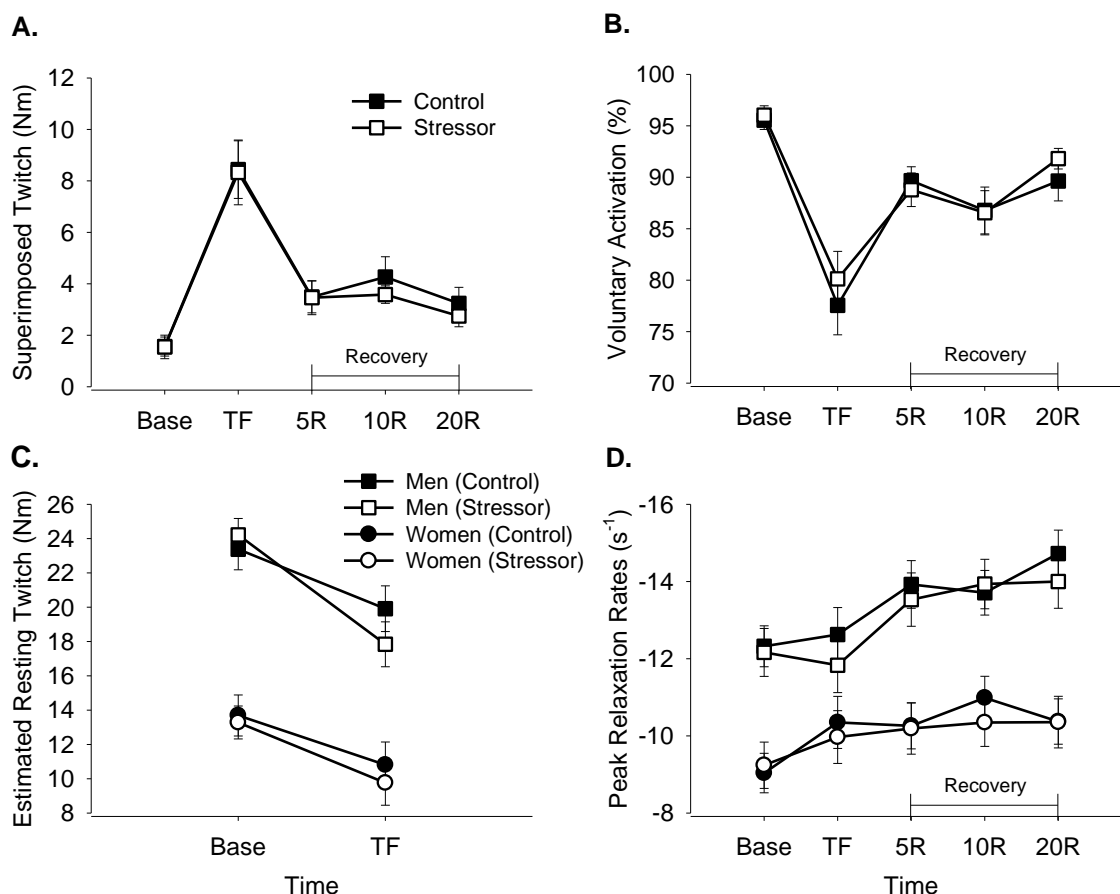 A.
Superimposed Twitch (Nm)
12
10
8
6
4
2
0
Control
Stressor
Recovery
Base TF 5R 10R 20R
B.
Voluntary Activation (%)
100
95
90
85
80
75
70
Recovery
Base TF 5R 10R 20R
C.
Estimated Resting Twitch (Nm)
26
24
22
20
18
16
14
12
10
8
Men (Control)
Men (Stressor)
Women (Control)
Women (Stressor)
Base TF
Time
D.
Peak Relaxation Rates (s⁻¹)
-16
-14
-12
-10
-8
Recovery
Base TF 5R 10R 20R
Time